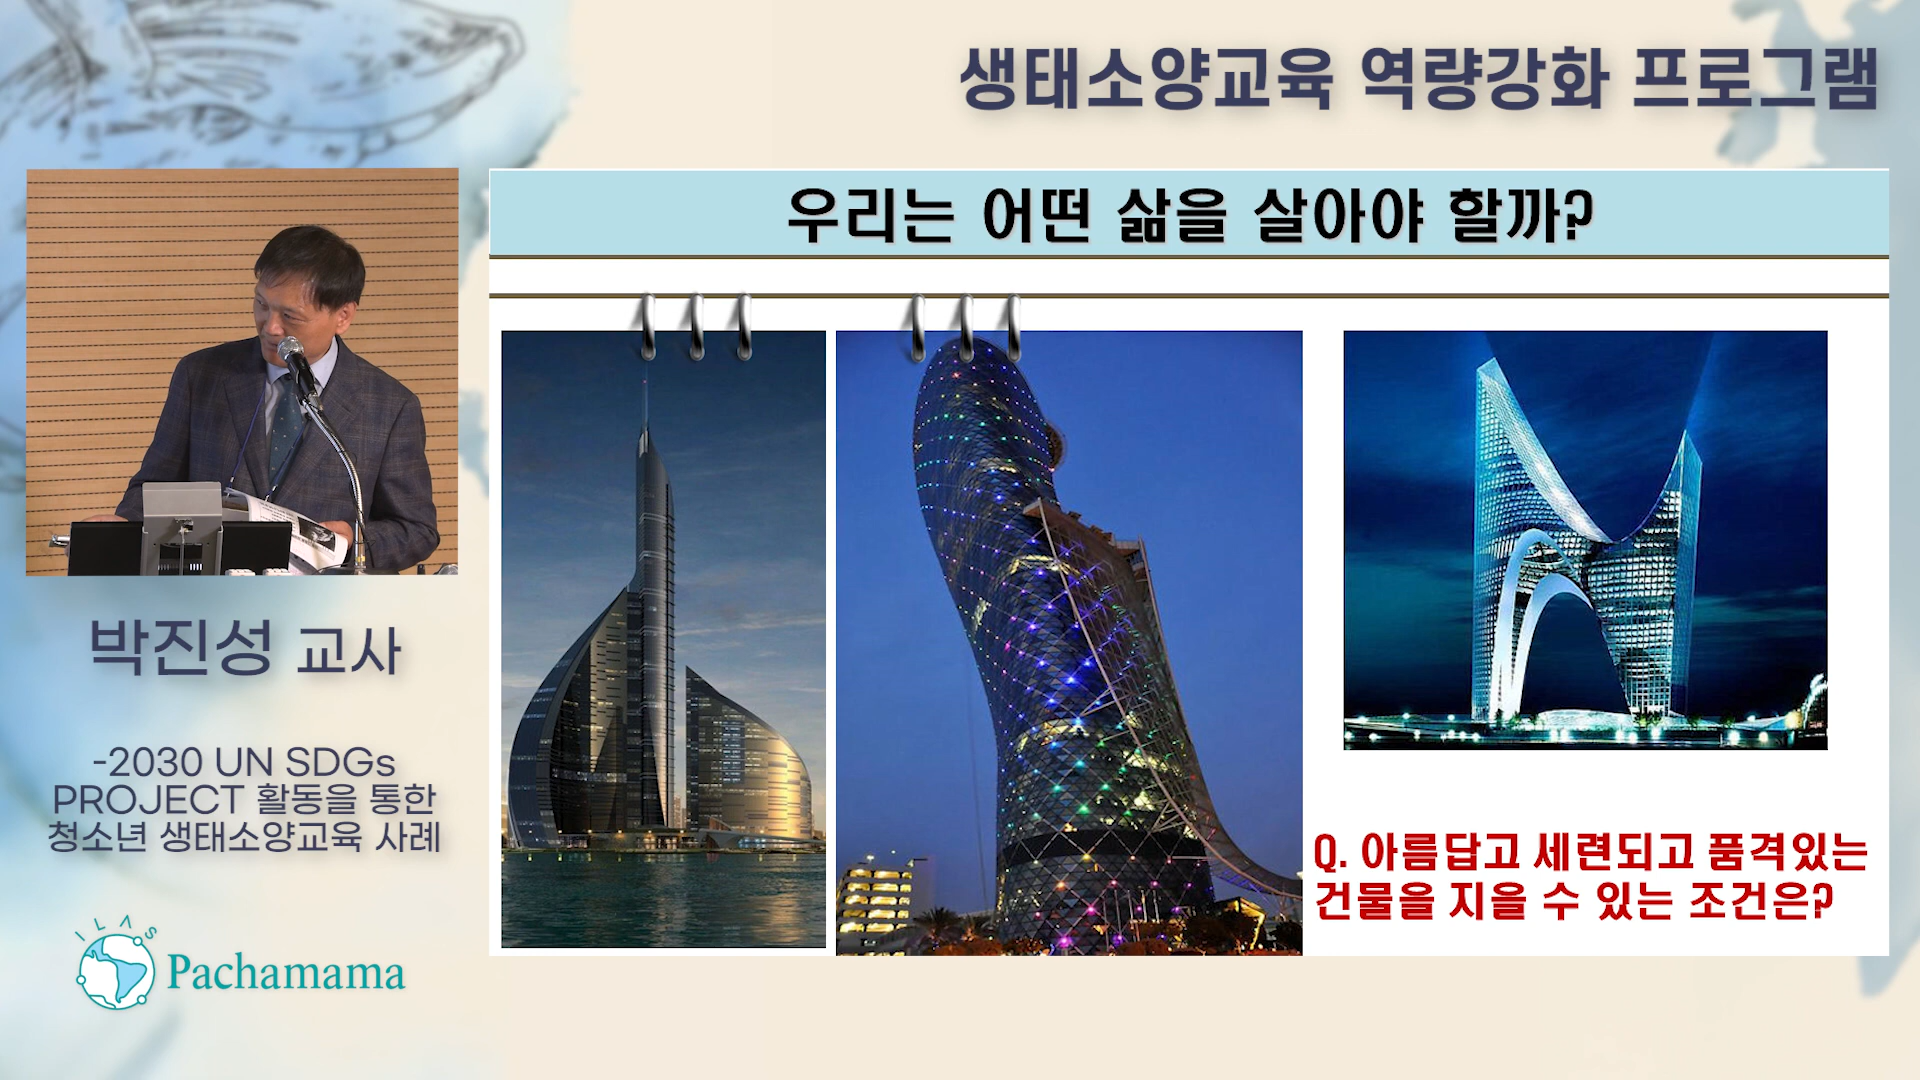 생태소양교육 역량강화 프로그램
우리는 어떤 삶을 살아야 할까?
Q. 아름답고 세련되고 품격있는
건물을 지을 수 있는 조건은?
박진성 교사
-2030 UN SDGs
PROJECT 활동을 통한
청소년 생태소양교육 사례
ILAS
Pachamama